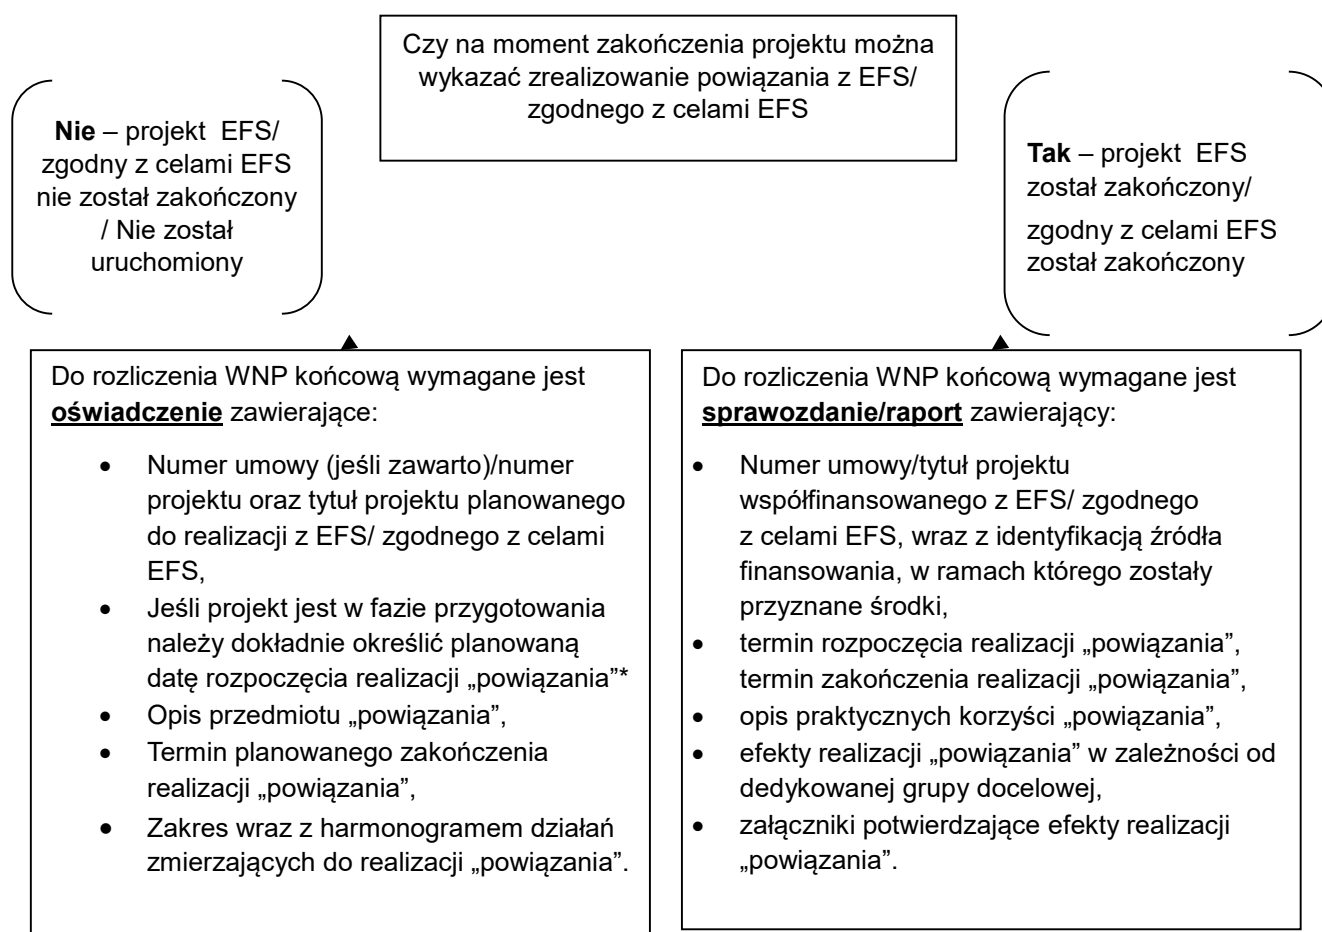 Czy na moment zakończenia projektu można
wykazać zrealizowanie powiązania z EFS/
zgodnego z celami EFS
Nie – projekt EFS/
zgodny z celami EFS
nie został zakończony
/ Nie został
uruchomiony
Tak – projekt EFS
został zakończony/
zgodny z celami EFS
został zakończony
Do rozliczenia WNP końcową wymagane jest
oświadczenie zawierające:
• Numer umowy (jeśli zawarto)/numer
projektu oraz tytuł projektu planowanego
do realizacji z EFS/ zgodnego z celami
EFS,
• Jeśli projekt jest w fazie przygotowania
należy dokładnie określić planowaną
datę rozpoczęcia realizacji „powiązania”*
• Opis przedmiotu „powiązania”,
• Termin planowanego zakończenia
realizacji „powiązania”,
• Zakres wraz z harmonogramem działań
zmierzających do realizacji „powiązania”.
Do rozliczenia WNP końcową wymagane jest
sprawozdanie/raport zawierający:
• Numer umowy/tytuł projektu
współfinansowanego z EFS/ zgodnego
z celami EFS, wraz z identyfikacją źródła
finansowania, w ramach którego zostały
przyznane środki,
• termin rozpoczęcia realizacji „powiązania”,
termin zakończenia realizacji „powiązania”,
• opis praktycznych korzyści „powiązania”,
• efekty realizacji „powiązania” w zależności od
dedykowanej grupy docelowej,
• załączniki potwierdzające efekty realizacji
„powiązania”.